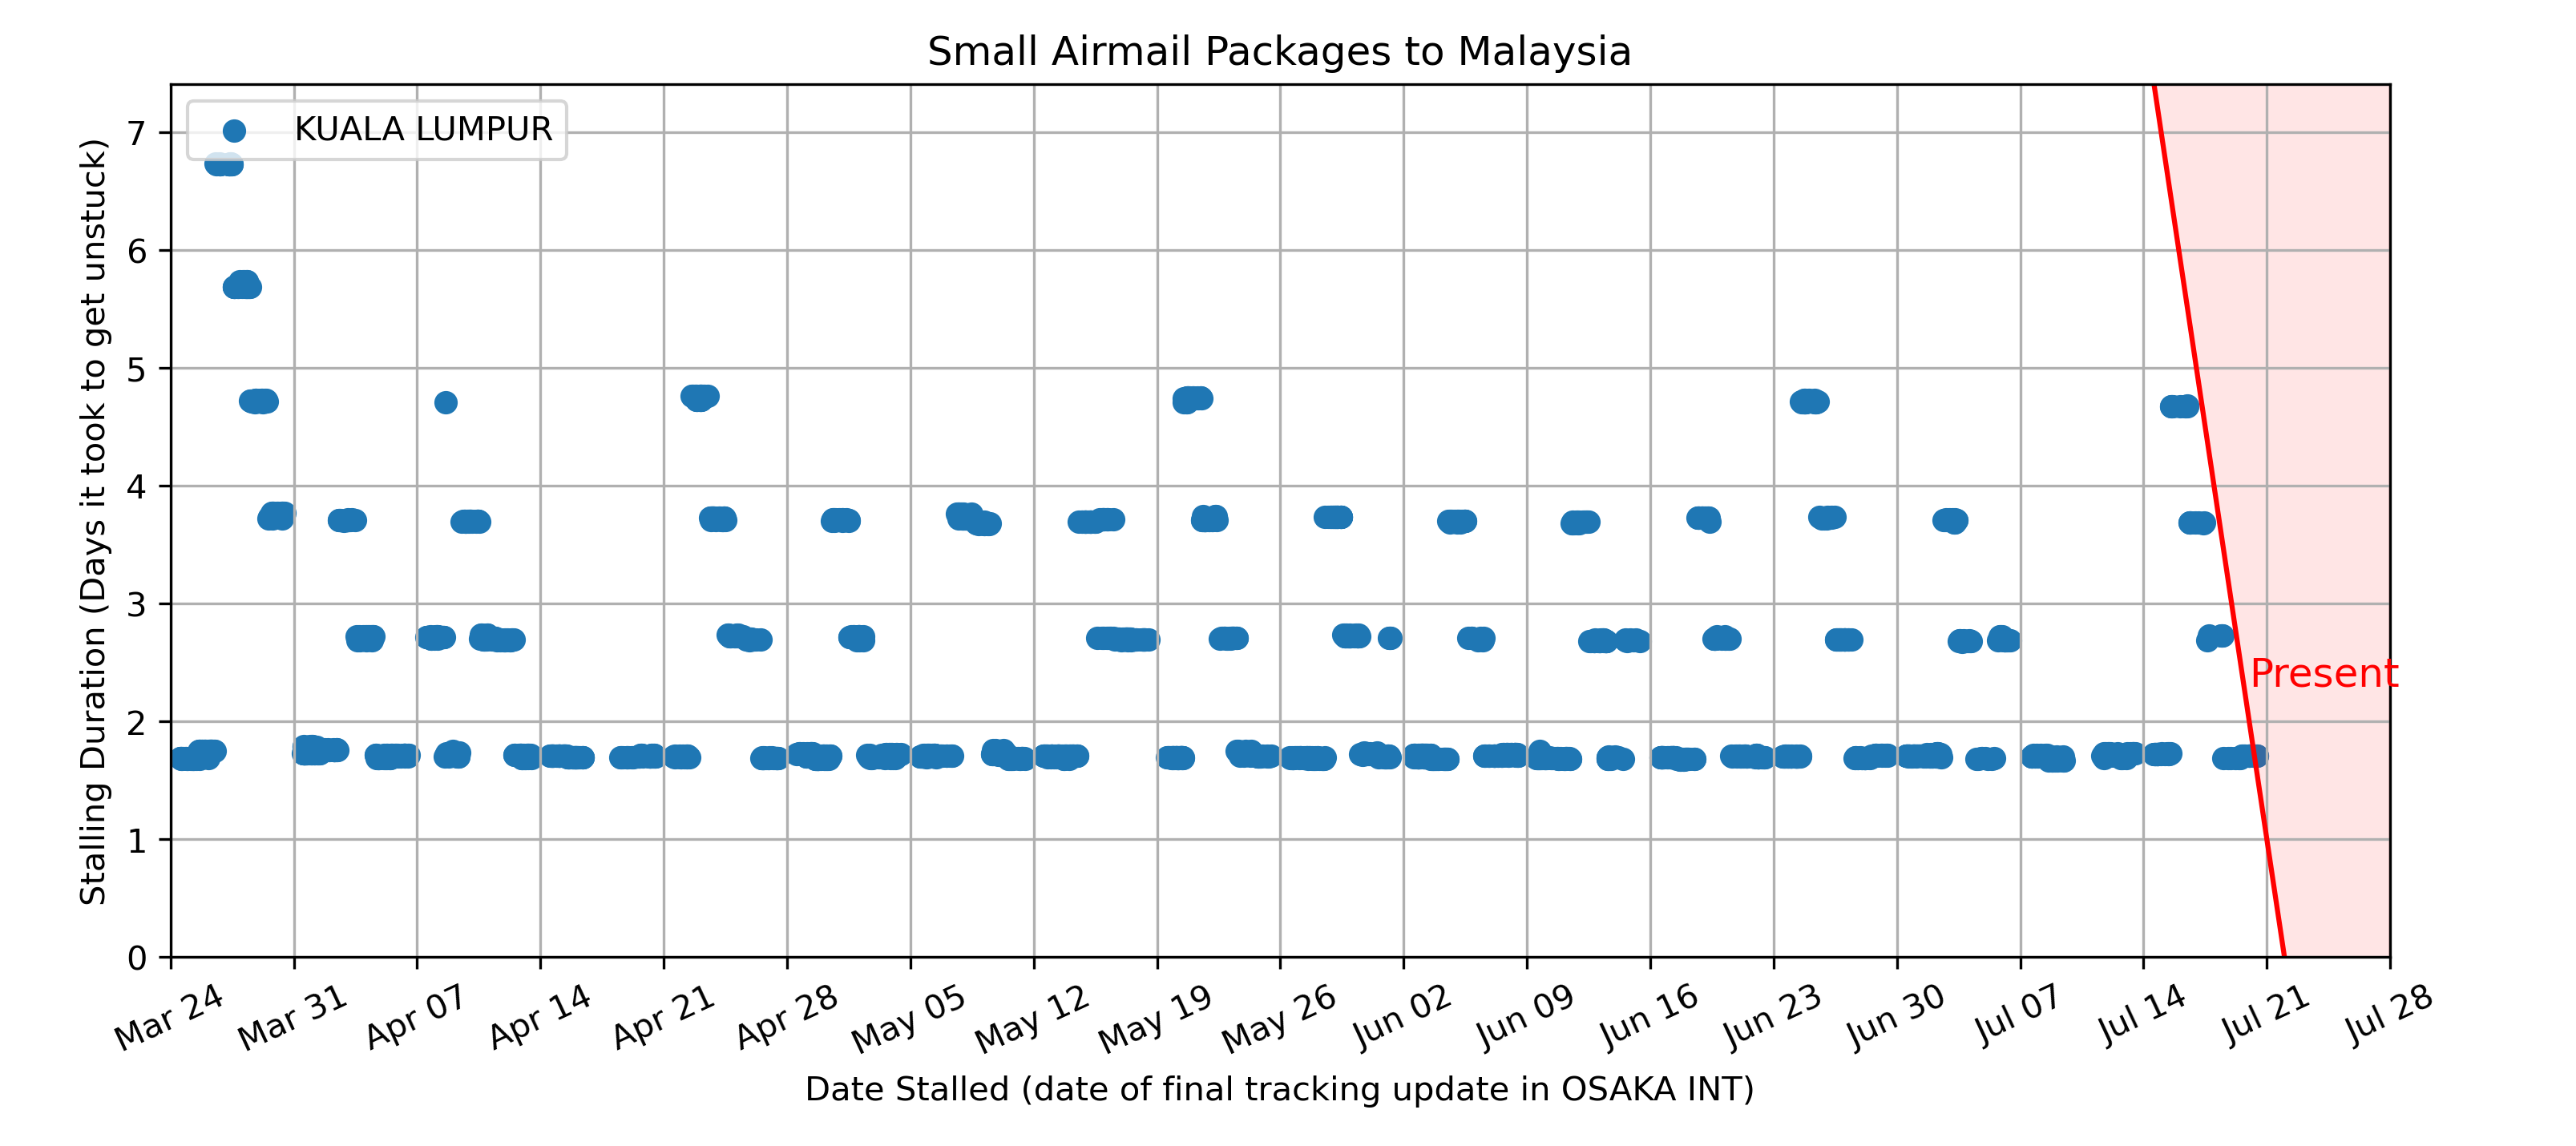 Small Airmail Packages to Malaysia
KUALA LUMPUR
Stalling Duration (Days it took to get unstuck)
7
6
5
4
3
2
1
0
Present
Mar 24
Mar 31
Apr 07
Apr 14
Apr 21
Apr 28
May 05
May 12
May 19
May 26
Jun 02
Jun 09
Jun 16
Jun 23
Jun 30
Jul 07
Jul 14
Jul 21
Jul 28
Date Stalled (date of final tracking update in OSAKA INT)